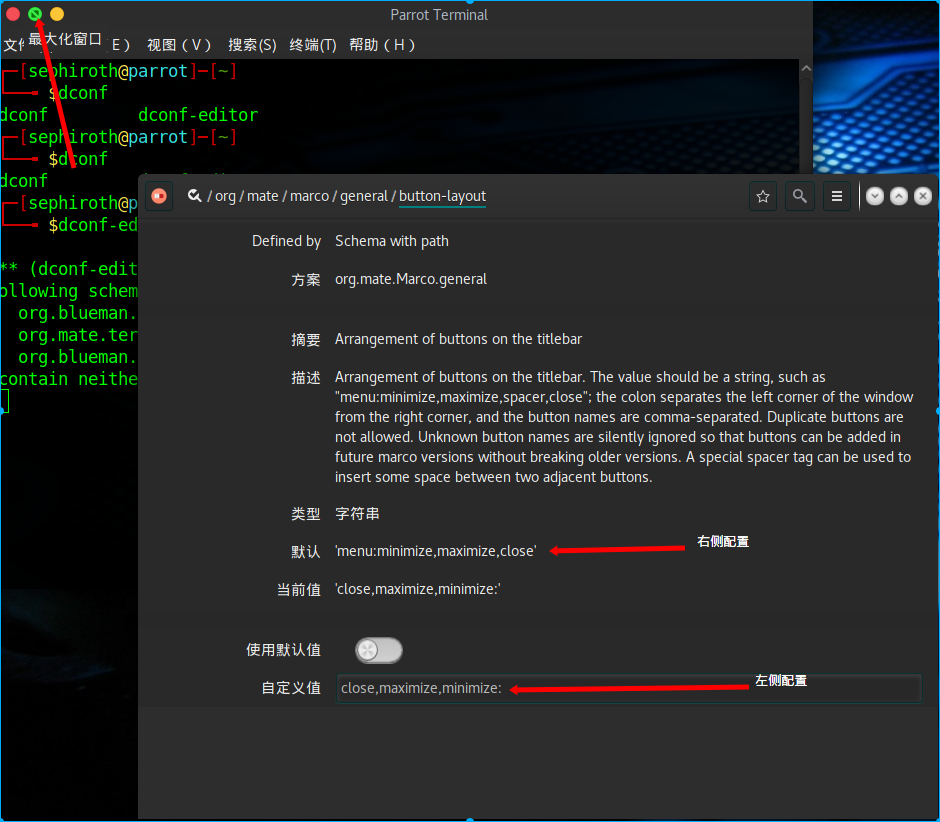 Parrot Terminal
文件 最大化窗口 E） 视图（V） 搜索(S) 终端(T) 帮助（H）
┌─[sephiroth@parrot]─[~]
└──╼ $dconf
dconf dconf-editor
┌─[sephiroth@parrot]─[~]
└──╼ $dconf
dconf
┌─[sephiroth@p
└──╼ $dconf-ed
** (dconf-edit
ollowing schem
org.blueman.
org.mate.ter
org.blueman.
contain neithe
/ org / mate / marco / general / button-layout
Defined by Schema with path
方案 org.mate.Marco.general
摘要 Arrangement of buttons on the titlebar
描述 Arrangement of buttons on the titlebar. The value should be a string, such as
"menu:minimize,maximize,spacer,close"; the colon separates the left corner of the window
from the right corner, and the button names are comma-separated. Duplicate buttons are
not allowed. Unknown button names are silently ignored so that buttons can be added in
future marco versions without breaking older versions. A special spacer tag can be used to
insert some space between two adjacent buttons.
类型 字符串
默认 'menu:minimize,maximize,close' 右侧配置
当前值 'close,maximize,minimize:'
使用默认值
自定义值 close,maximize,minimize: 左侧配置